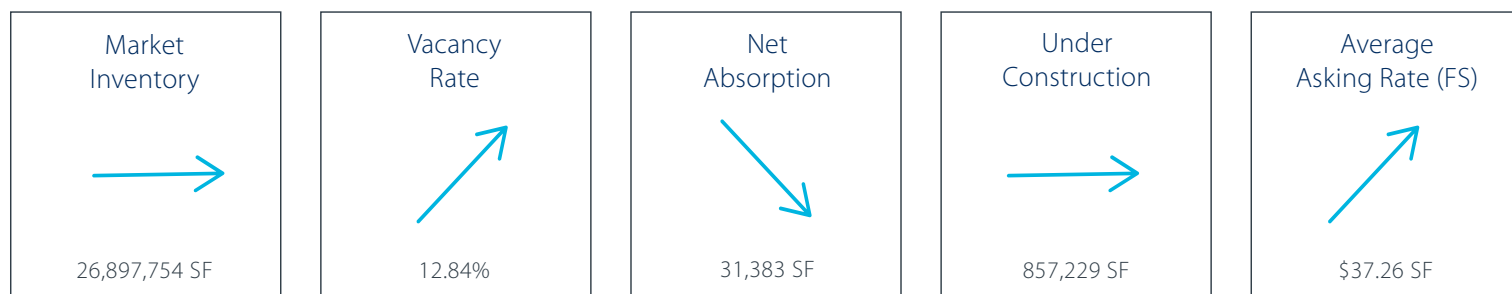 Market
Inventory
26,897,754 SF
Vacancy
Rate
12.84%
Net
Absorption
31,383 SF
Under
Construction
857,229 SF
Average
Asking Rate (FS)
$37.26 SF